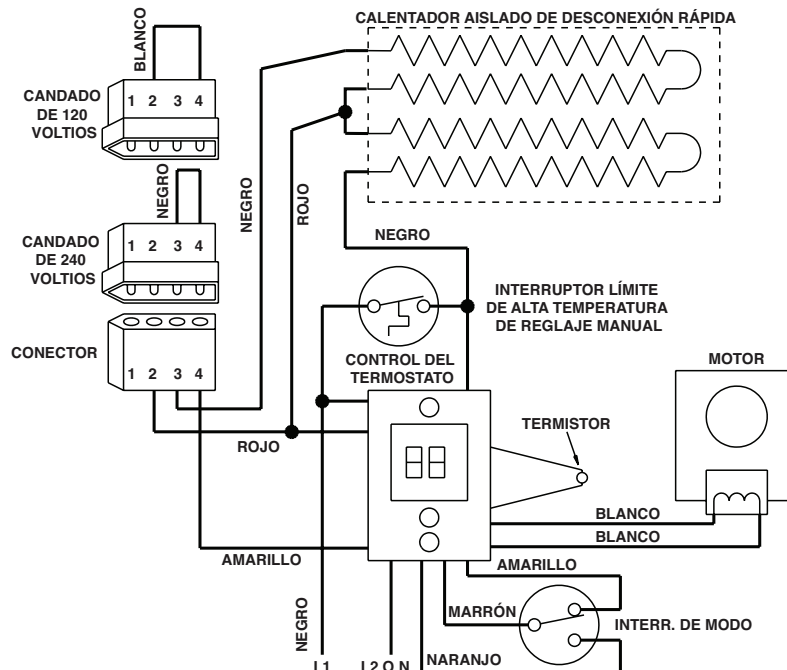 CALENTADOR AISLADO DE DESCONEXIÓN RÁPIDA
BLANCO
CANDADO
DE 120
VOLTIOS
1 2 3 4
NEGRO
CANDADO
DE 240
VOLTIOS
1 2 3 4
CONECTOR
1 2 3 4
NEGRO
ROJO
NEGRO
INTERRUPTOR LÍMITE
DE ALTA TEMPERATURA
DE REGLAJE MANUAL
CONTROL DEL
TERMOSTATO
MOTOR
TERMISTOR
ROJO
BLANCO
BLANCO
AMARILLO
AMARILLO
MARRÓN
INTERR. DE MODO
NEGRO
NARANJO
L1
L2 O N